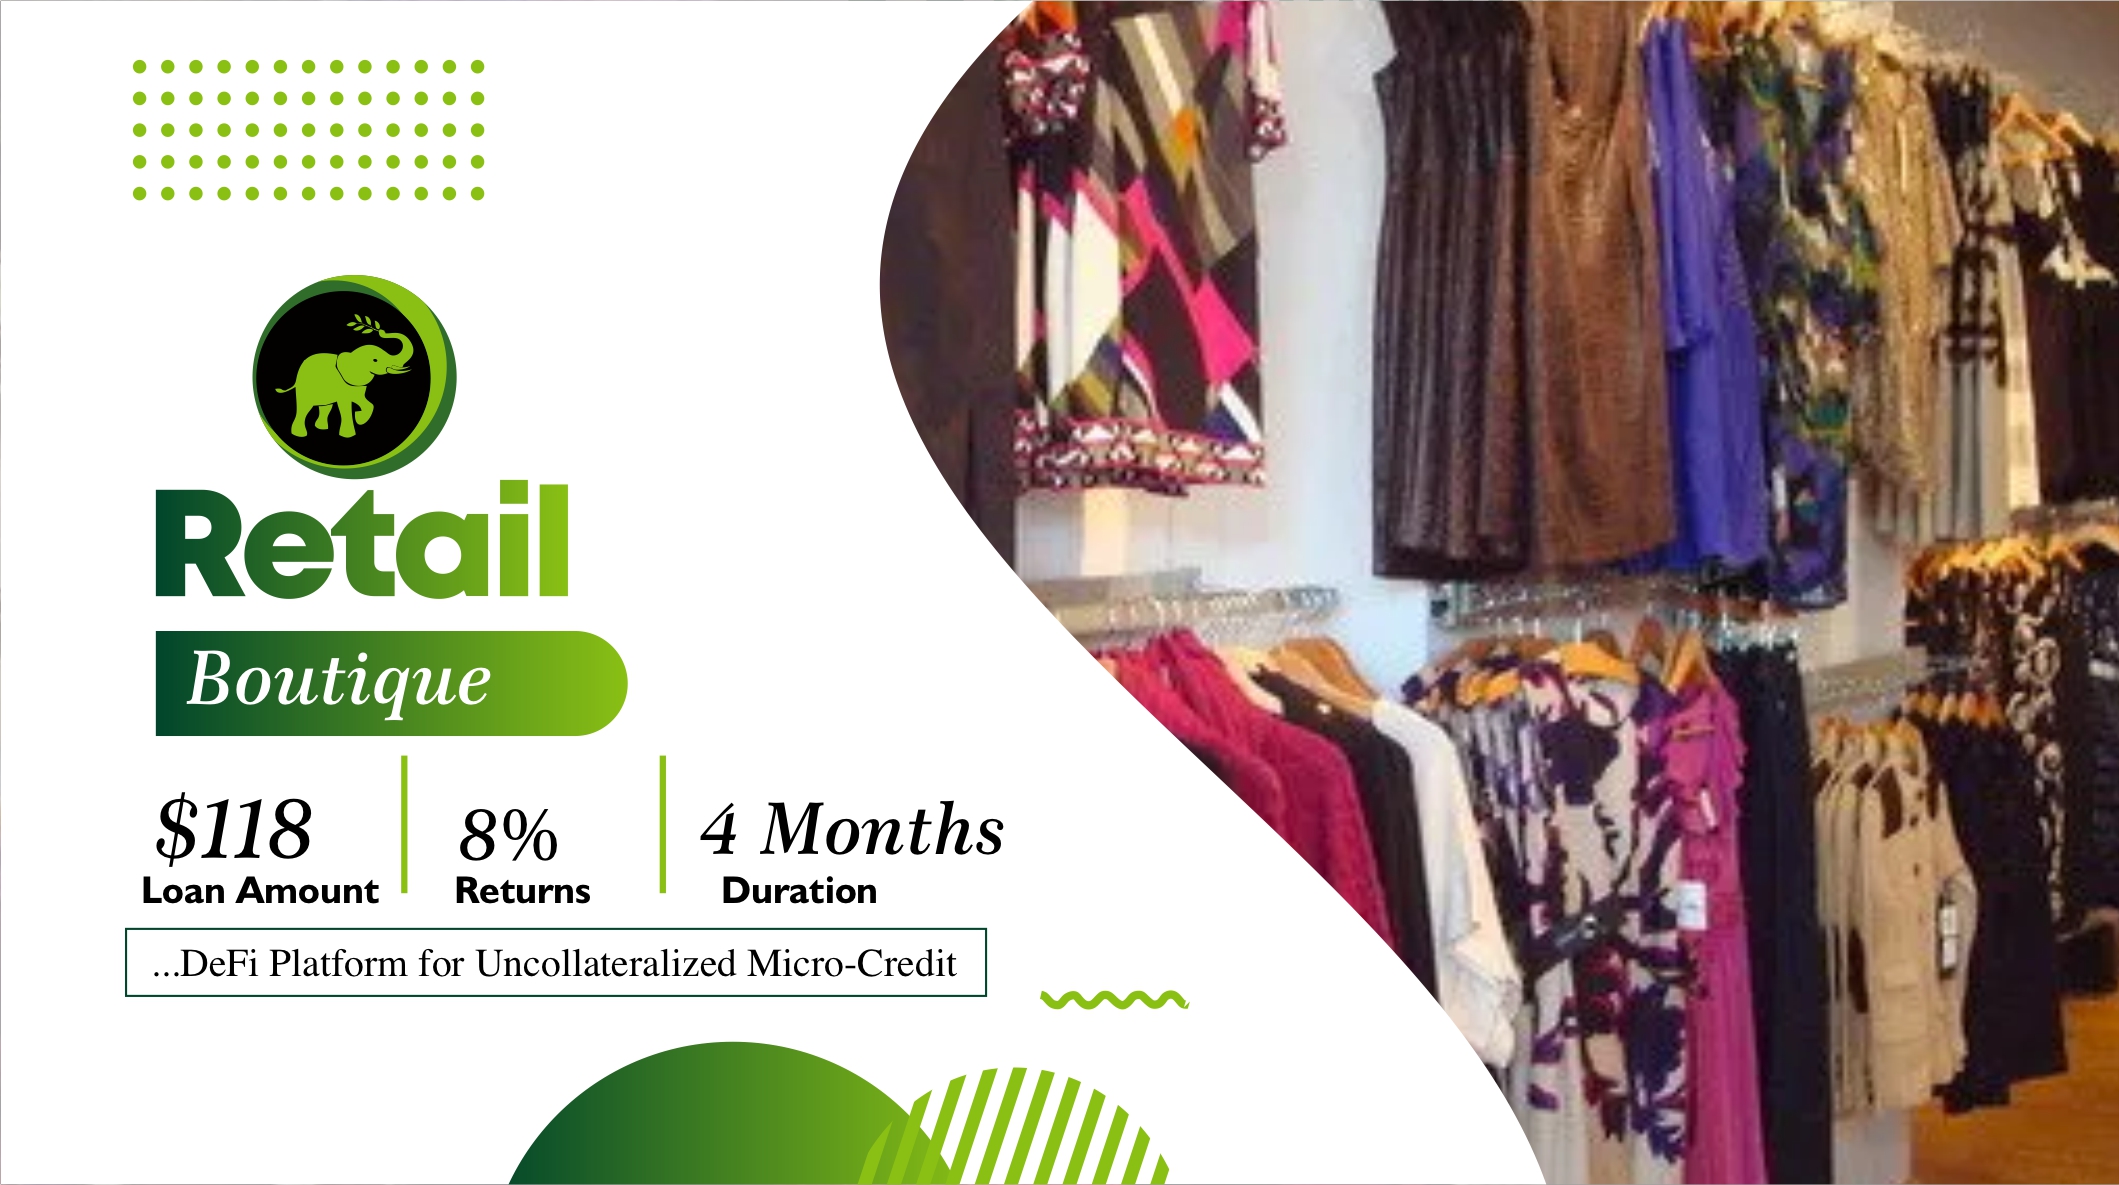 Retail
Boutique
$118
Loan Amount
8%
Returns
4 Months
Duration
...DeFi Platform for Uncollateralized Micro-Credit